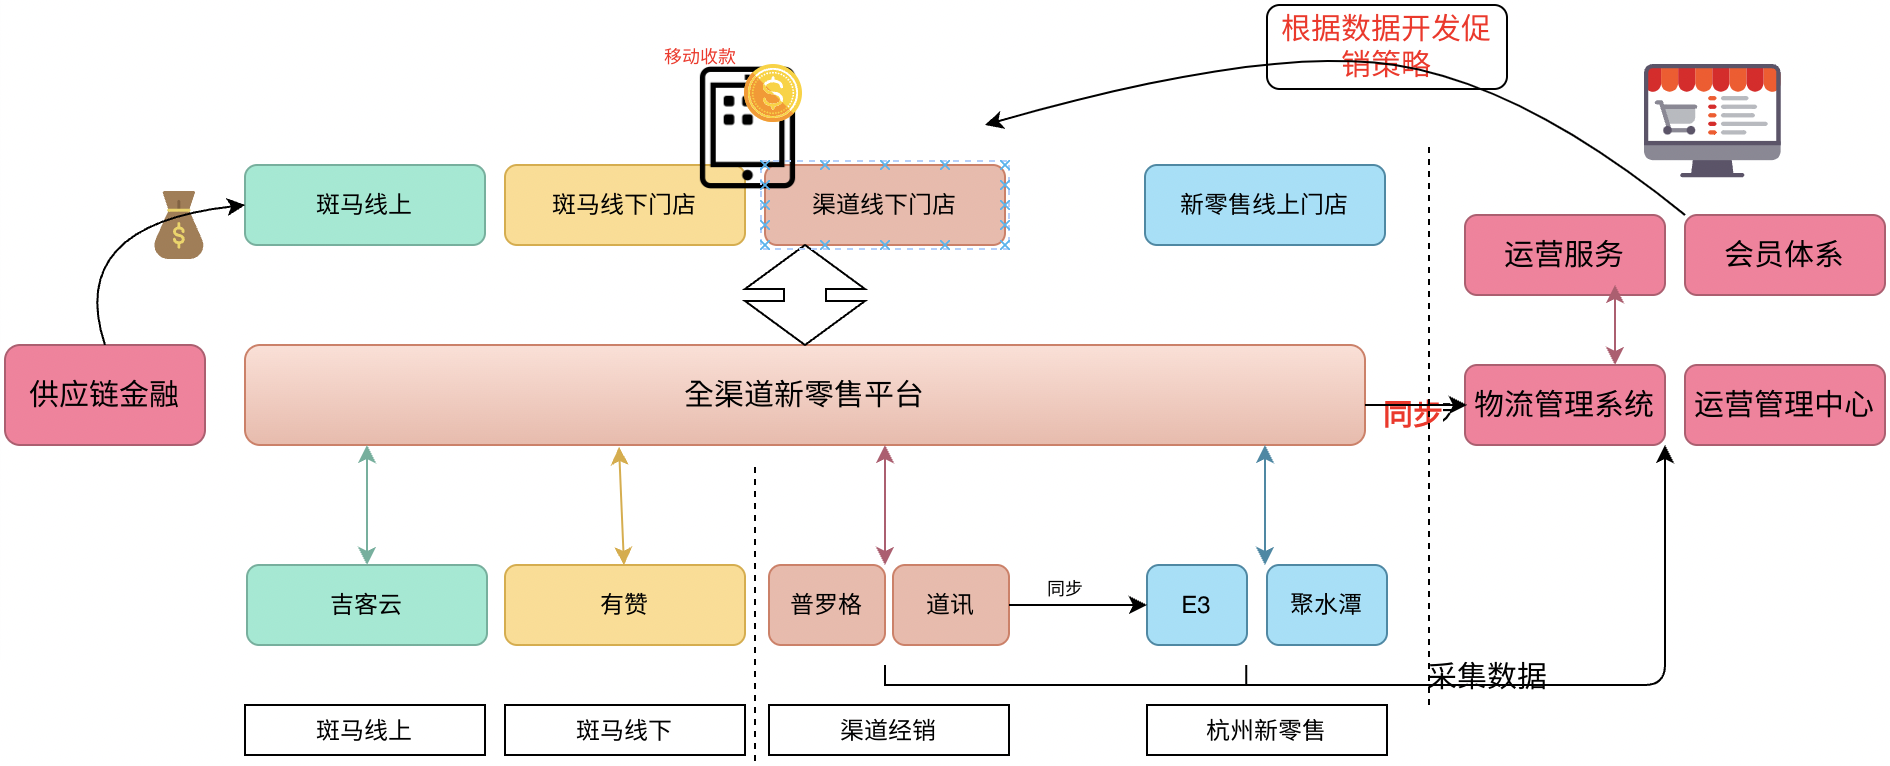 根据数据开发促
销策略
移动收款
斑马线上
斑马线下门店
渠道线下门店
新零售线上门店
运营服务
会员体系
供应链金融
全渠道新零售平台
同步
物流管理系统
运营管理中心
吉客云
有赞
普罗格
道讯
同步
E3
聚水潭
采集数据
斑马线上
斑马线下
渠道经销
杭州新零售